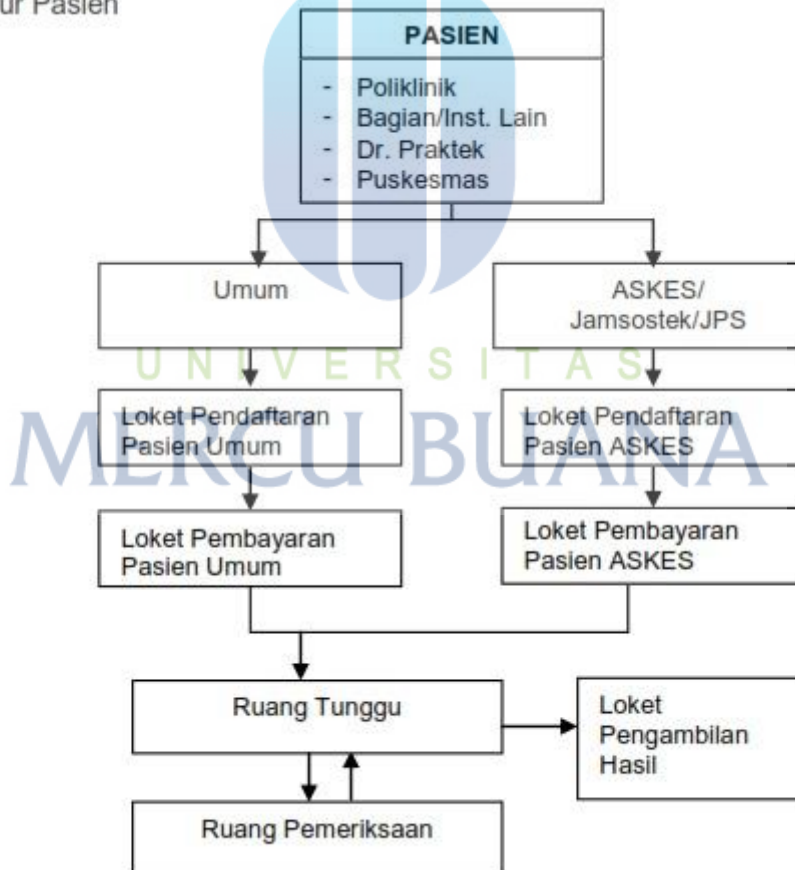 ur Pasien
PASIEN
- Poliklinik
- Bagian/Inst. Lain
- Dr. Praktek
- Puskesmas
Umum
ASKES/
Jamsostek/JPS
UNIVERSITAS
MERCU BUANA
Loket Pendaftaran
Pasien Umum
Loket Pendaftaran
Pasien ASKES
Loket Pembayaran
Pasien Umum
Loket Pembayaran
Pasien ASKES
Ruang Tunggu
Loket
Pengambilan
Hasil
Ruang Pemeriksaan